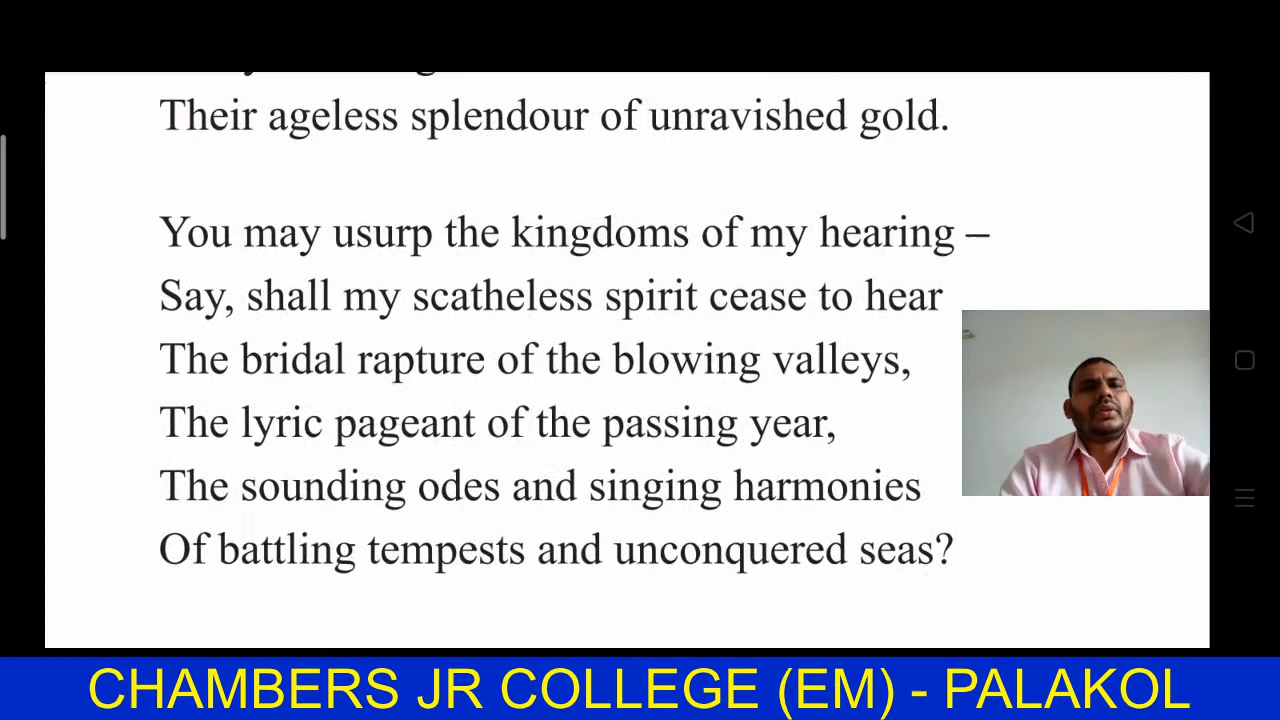 Their ageless splendour of unravished gold.
You may usurp the kingdoms of my hearing –
Say, shall my scatheless spirit cease to hear
The bridal rapture of the blowing valleys,
The lyric pageant of the passing year,
The sounding odes and singing harmonies
Of battling tempests and unconquered seas?
CHAMBERS JR COLLEGE (EM) - PALAKOL